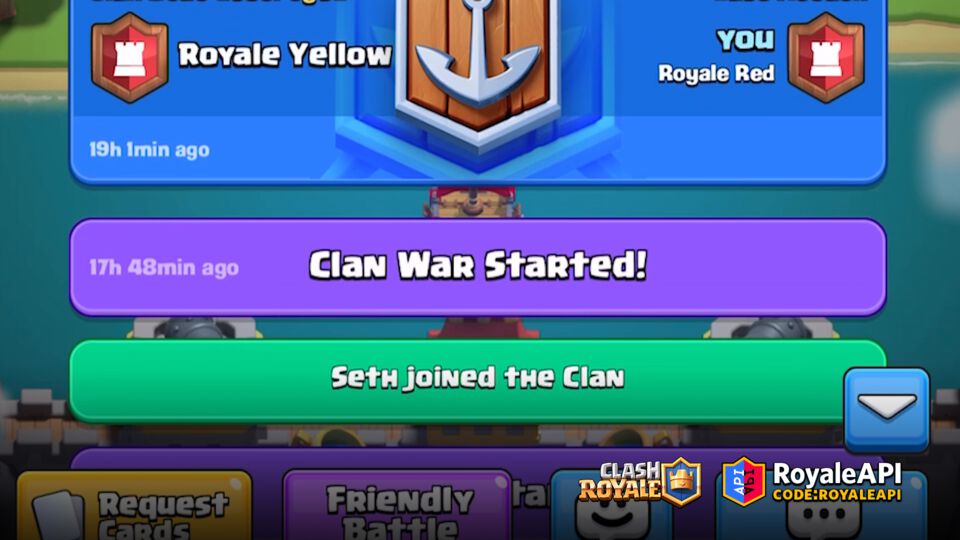 Royale Yellow
YOU
Royale Red
19h 1min ago
17h 48min ago
Clan War Started!
Seth joined the Clan
Request
Cards
Friendly
Battle
CLASH
ROYALE
API
RoyaleAPI
CODE:ROYALEAPI